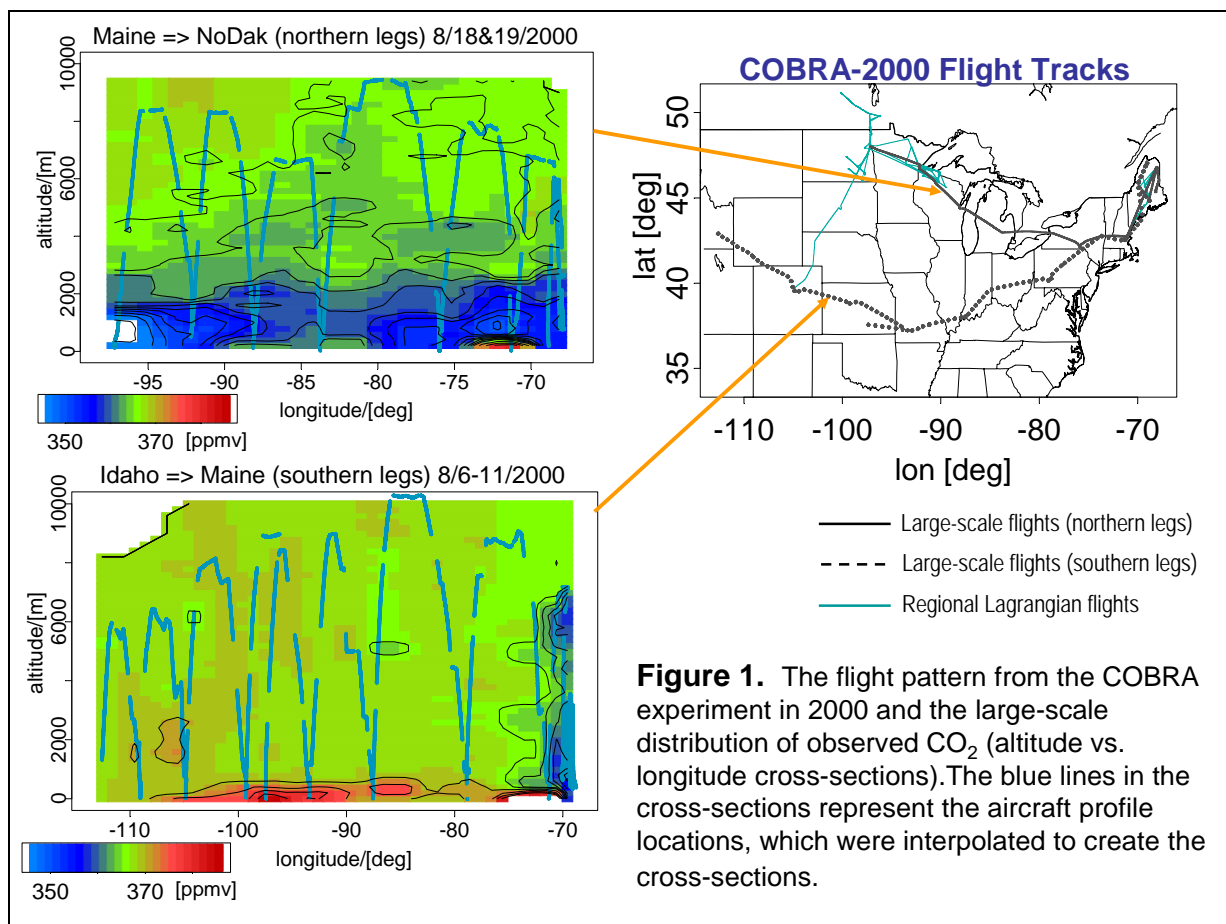 Maine => NoDak (northern legs) 8/18&19/2000
10000
6000
2000
0
altitude/[m]
-95 -90 -85 -80 -75 -70
longitude/[deg]
350 370 [ppmv]
Idaho => Maine (southern legs) 8/6-11/2000
10000
6000
2000
0
altitude/[m]
-110 -100 -90 -80 -70
longitude/[deg]
350 370 [ppmv]
COBRA-2000 Flight Tracks
50
45
40
35
lat [deg]
-110 -100 -90 -80 -70
lon [deg]
Large-scale flights (northern legs)
Large-scale flights (southern legs)
Regional Lagrangian flights
Figure 1. The flight pattern from the COBRA
experiment in 2000 and the large-scale
distribution of observed CO₂ (altitude vs.
longitude cross-sections).The blue lines in the
cross-sections represent the aircraft profile
locations, which were interpolated to create the
cross-sections.